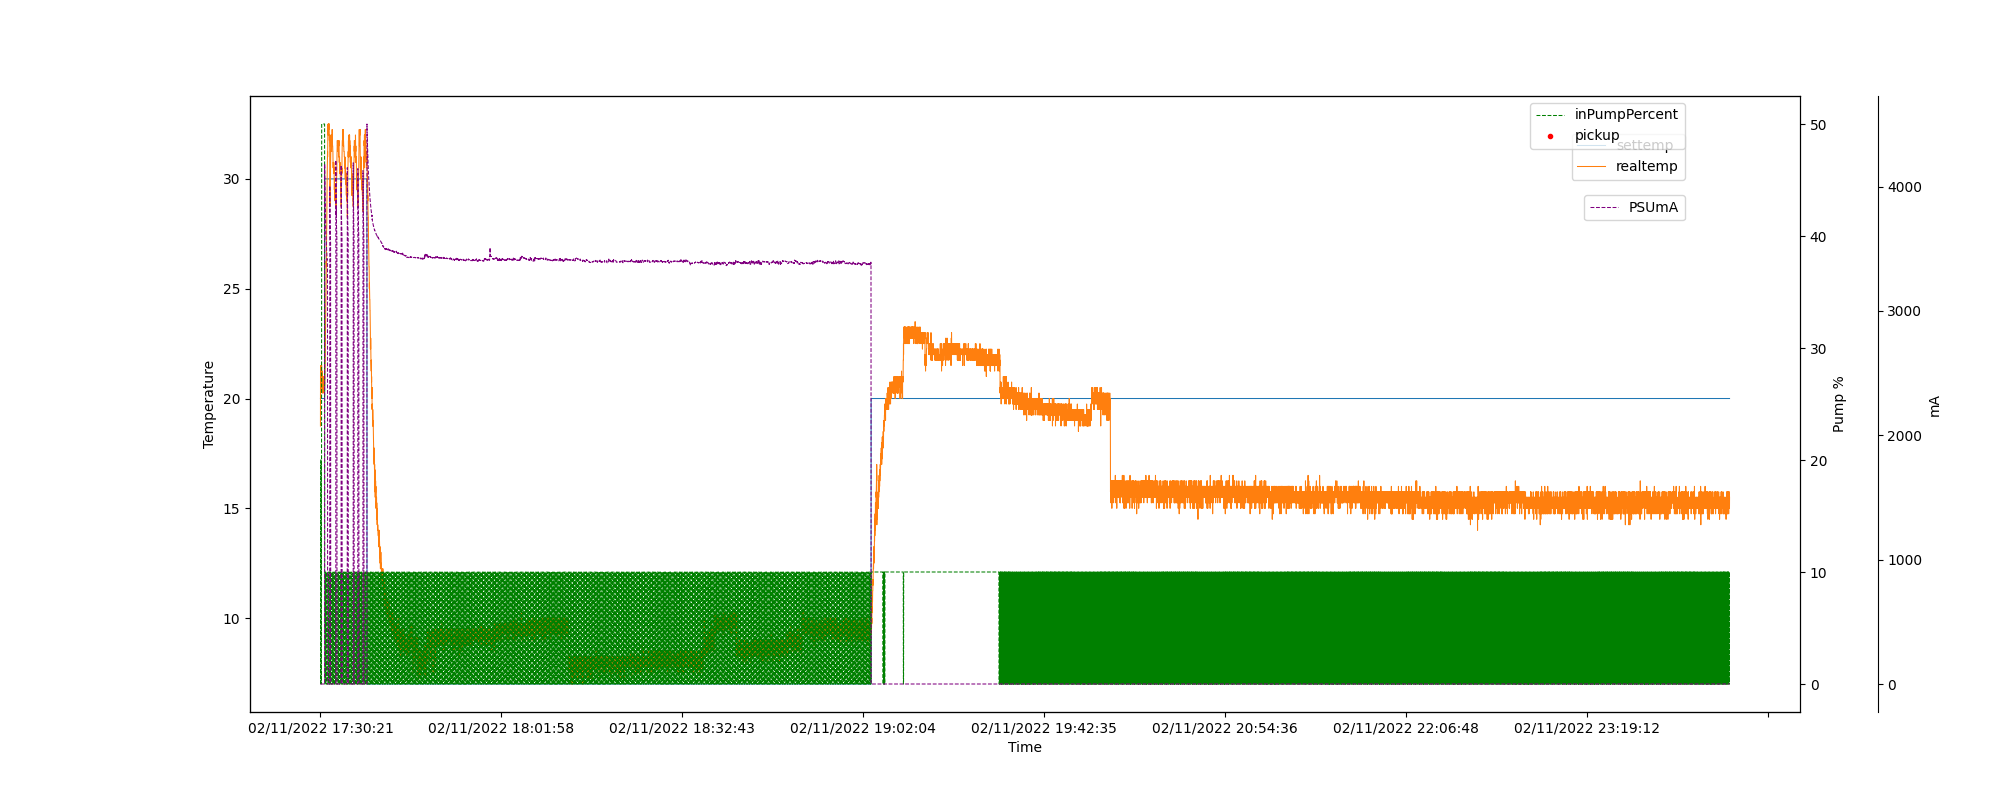 inPumpPercent
pickup
settemp
realtemp
PSUmA
30
25
20
15
10
Temperature
50
40
30
20
10
0
Pump %
4000
3000
2000
1000
0
mA
02/11/2022 17:30:21
02/11/2022 18:01:58
02/11/2022 18:32:43
02/11/2022 19:02:04
02/11/2022 19:42:35
02/11/2022 20:54:36
02/11/2022 22:06:48
02/11/2022 23:19:12
Time